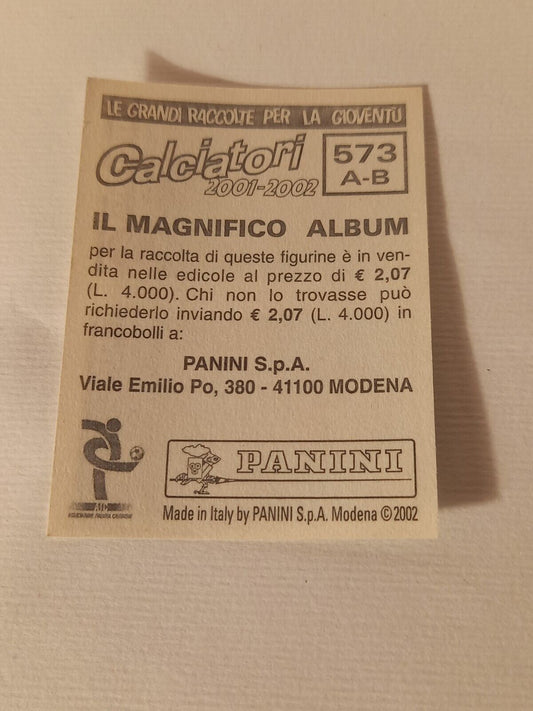 LE GRANDI RACCOLTE PER LA GIOVENTÙ
Calciatori
2001-2002
573
A-B
IL MAGNIFICO ALBUM
per la raccolta di queste figurine è in ven-
dita nelle edicole al prezzo di € 2,07
(L. 4.000). Chi non lo trovasse può
richiederlo inviando € 2,07 (L. 4.000) in
francobolli a:
PANINI S.p.A.
Viale Emilio Po, 380 - 41100 MODENA
PANINI
ASSOCIAZIONE ITALIANA CALCIATORI
Made in Italy by PANINI S.p.A. Modena ©2002